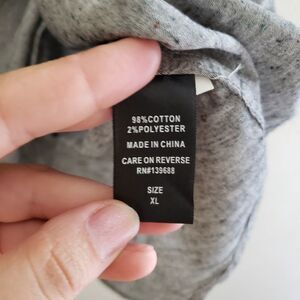 98%COTTON
2%POLYESTER
MADE IN CHINA
CARE ON REVERSE
RN#139688
SIZE
XL